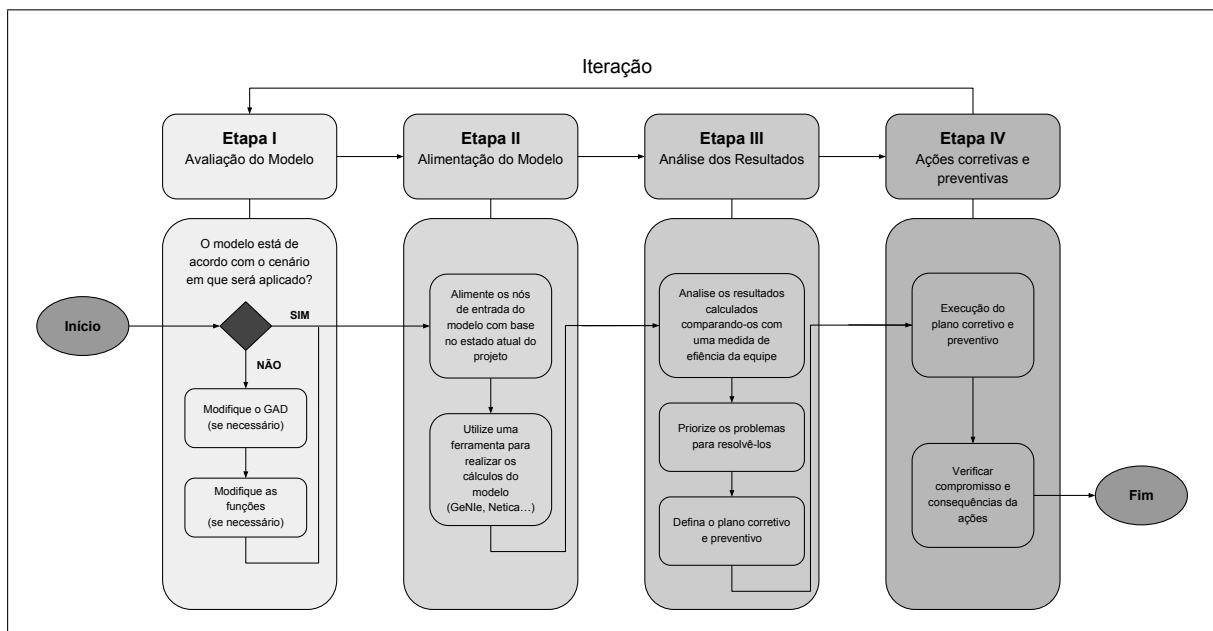 Iteração
Etapa I
Avaliação do Modelo
Etapa II
Alimentação do Modelo
Etapa III
Análise dos Resultados
Etapa IV
Ações corretivas e
preventivas
Início
O modelo está de
acordo com o cenário
em que será aplicado?
SIM
NÃO
Modifique o GAD
(se necessário)
Modifique as
funções
(se necessário)
Alimente os nós
de entrada do
modelo com base
no estado atual do
projeto
Utilize uma
ferramenta para
realizar os
cálculos do
modelo
(GeNIe, Netica…)
Analise os resultados
calculados
comparando-os com
uma medida de
efiência da equipe
Priorize os problemas
para resolvê-los
Defina o plano corretivo
e preventivo
Execução do
plano corretivo e
preventivo
Verificar
compromisso e
consequências da
ações
Fim